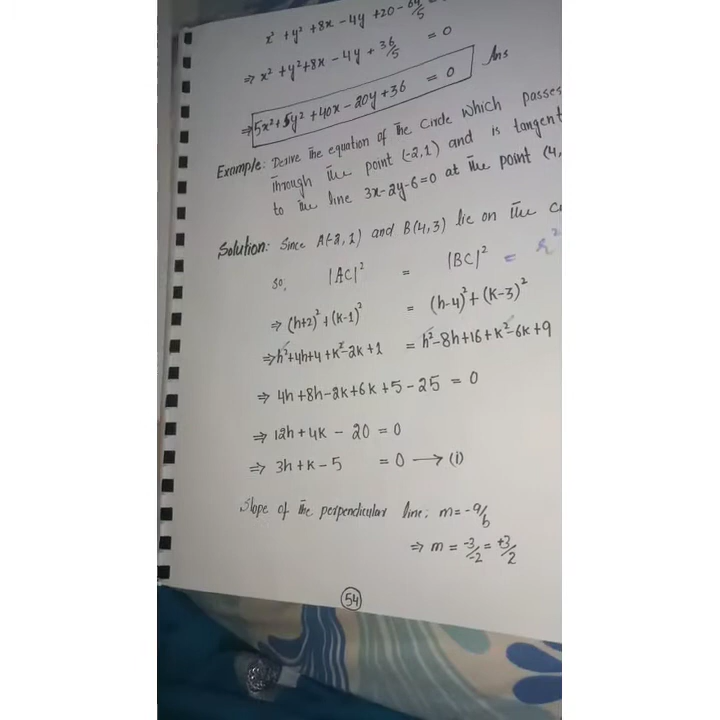 x² + y² + 8x - 4y + 20 - 64/5 =
⇒ x² + y² + 8x - 4y + 36/5 = 0
⇒ 5x² + 5y² + 40x - 20y + 36 = 0 Ans
Example: Derive the equation of the Circle which passes
through the point (-2,1) and is tangent
to the line 3x-2y-6=0 at the point (4,
Solution: Since A(-2,1) and B(4,3) lie on the
so, |AC|² = |BC|² = r²
⇒ (h+2)² + (k-1)² = (h-4)² + (k-3)²
⇒ h² + 4h + 4 + k² - 2k + 1 = h² - 8h + 16 + k² - 6k + 9
⇒ 4h + 8h - 2k + 6k + 5 - 25 = 0
⇒ 12h + 4k - 20 = 0
⇒ 3h + k - 5 = 0 → (i)
Slope of the perpendicular line: m = -a/b
⇒ m = -3/-2 = +3/2
54